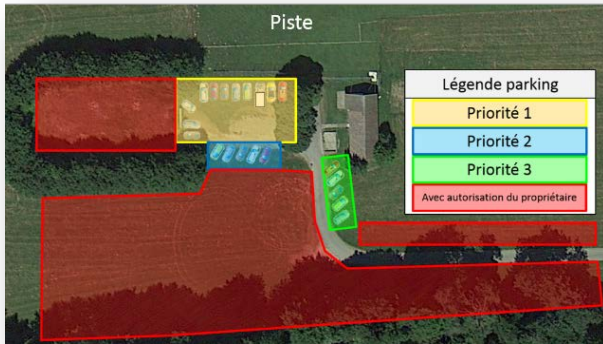 Piste
Légende parking
Priorité 1
Priorité 2
Priorité 3
Avec autorisation du propriétaire